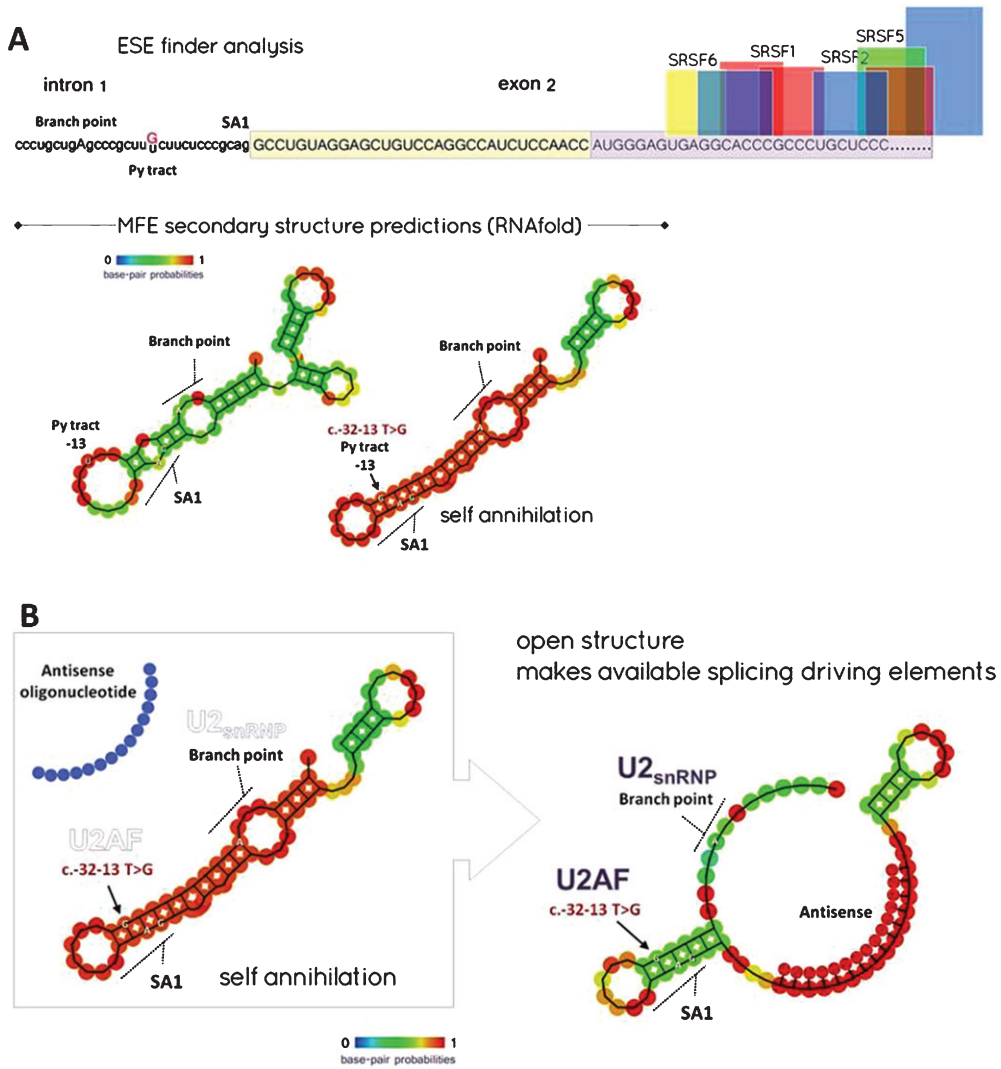 A
ESE finder analysis
SRSF6
SRSF1
SRSF2
SRSF5
intron 1
exon 2
Branch point
SA1
G
cccugcugAgcccgcuuUcuucucccgcag
GCCUGUAGGAGCUGUCCAGGCCAUCUCCAACC
AUGGGAGUGAGGCACCCGCCCUGCUCCC........
Py tract
MFE secondary structure predictions (RNAfold)
0 1
base-pair probabilities
Branch point
Py tract
-13
SA1
Branch point
c.-32-13 T>G
Py tract
-13
SA1
self annihilation
B
Antisense
oligonucleotide
U2snRNP
Branch point
U2AF
c.-32-13 T>G
SA1
self annihilation
open structure
makes available splicing driving elements
U2snRNP
Branch point
U2AF
c.-32-13 T>G
Antisense
SA1
0 1
base-pair probabilities